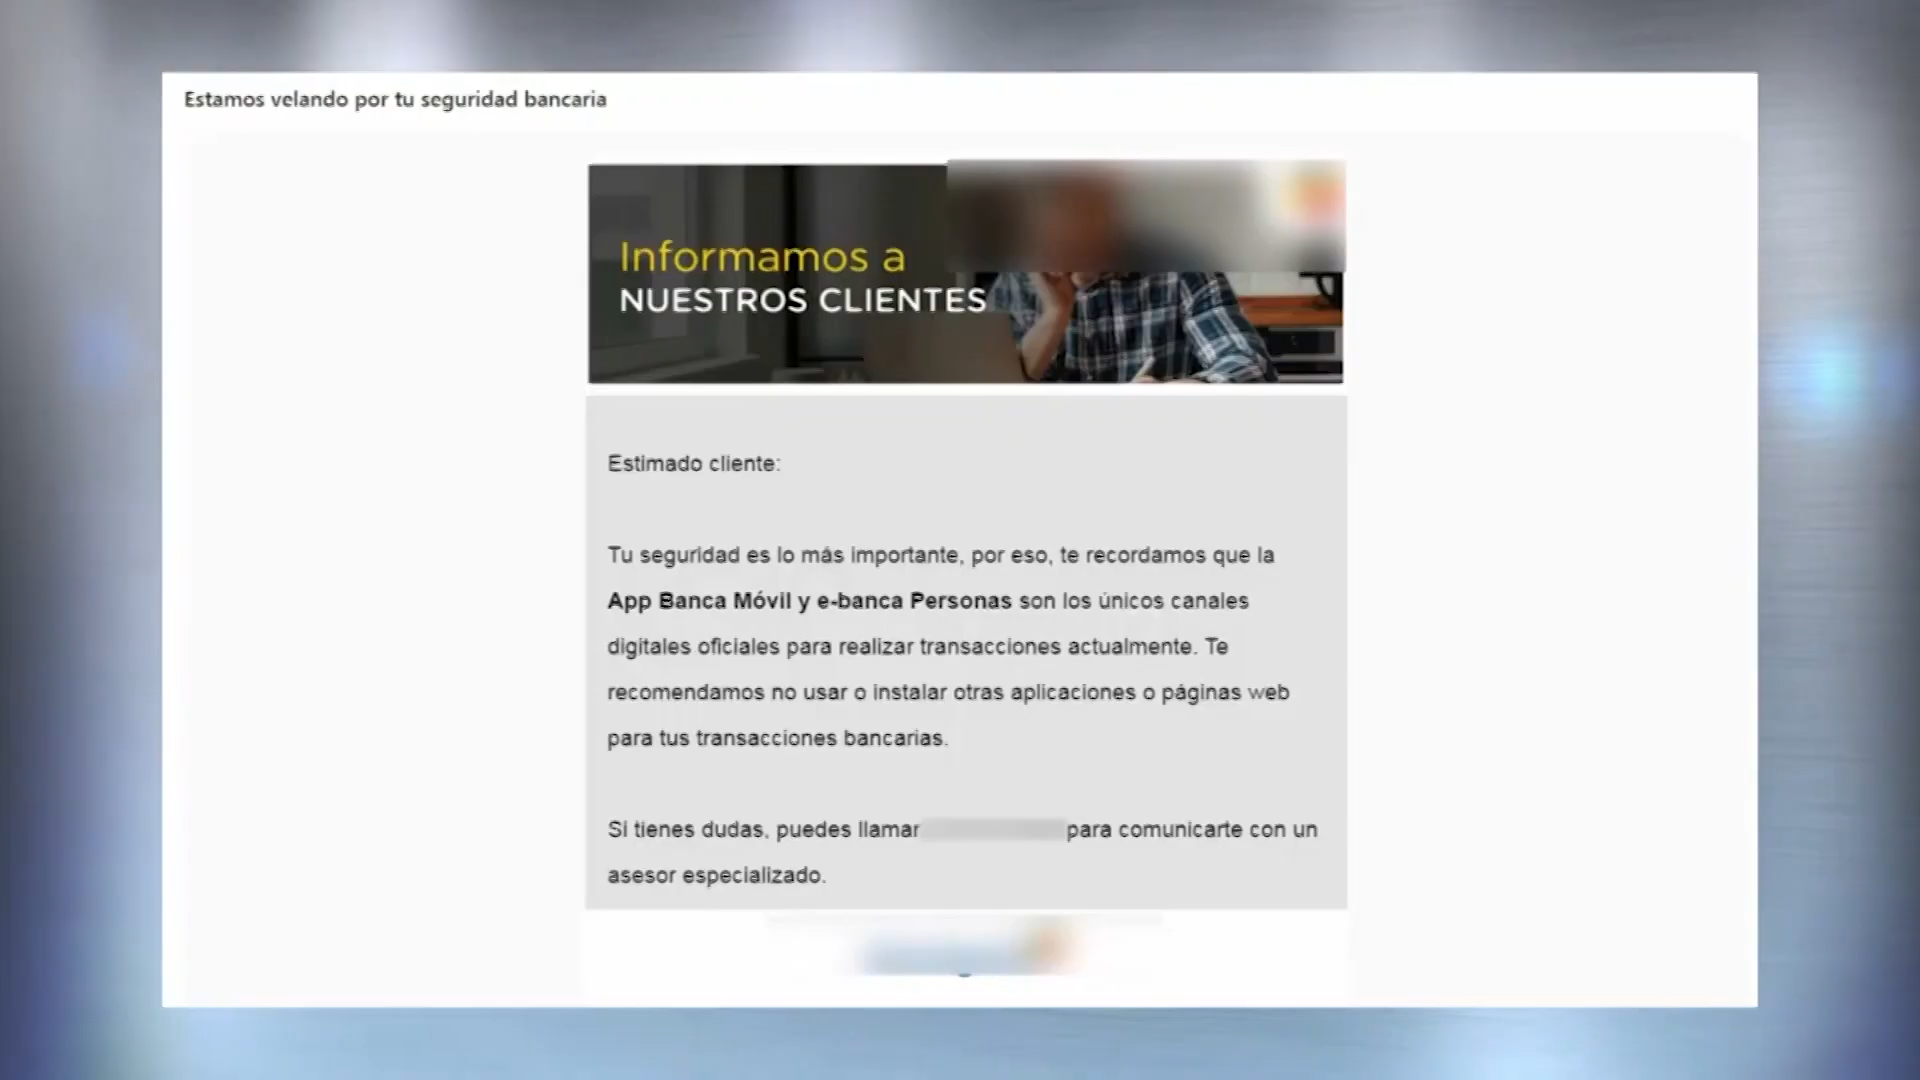 Estamos velando por tu seguridad bancaria
Informamos a
NUESTROS CLIENTES
Estimado cliente:
Tu seguridad es lo más importante, por eso, te recordamos que la
App Banca Móvil y e-banca Personas son los únicos canales
digitales oficiales para realizar transacciones actualmente. Te
recomendamos no usar o instalar otras aplicaciones o páginas web
para tus transacciones bancarias.
Si tienes dudas, puedes llamar para comunicarte con un
asesor especializado.